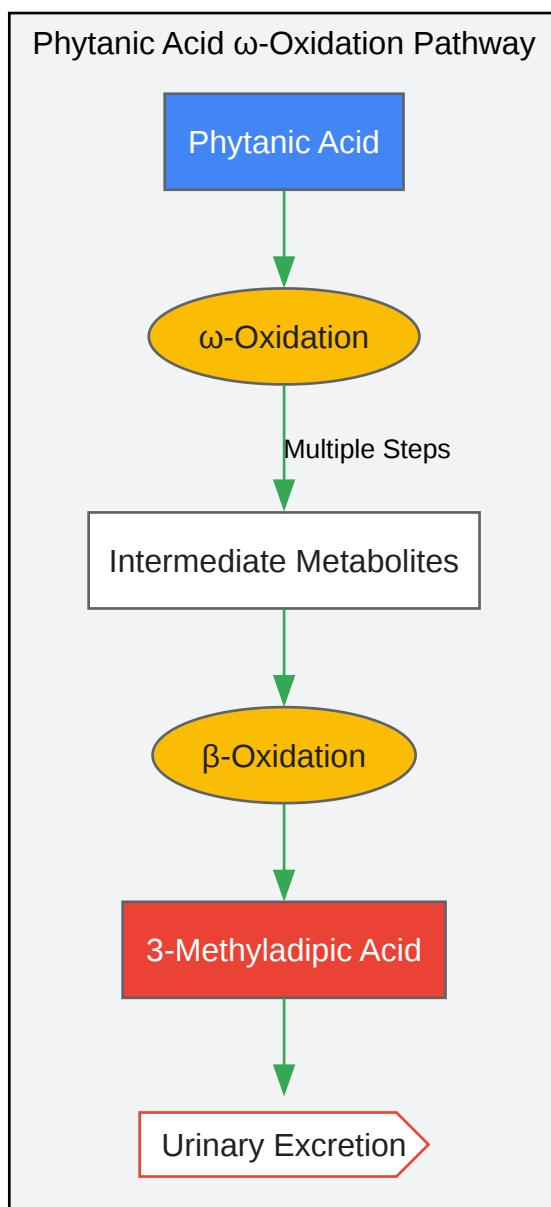 Phytanic Acid ω-Oxidation Pathway
Phytanic Acid
ω-Oxidation
Multiple Steps
Intermediate Metabolites
β-Oxidation
3-Methyladipic Acid
Urinary Excretion